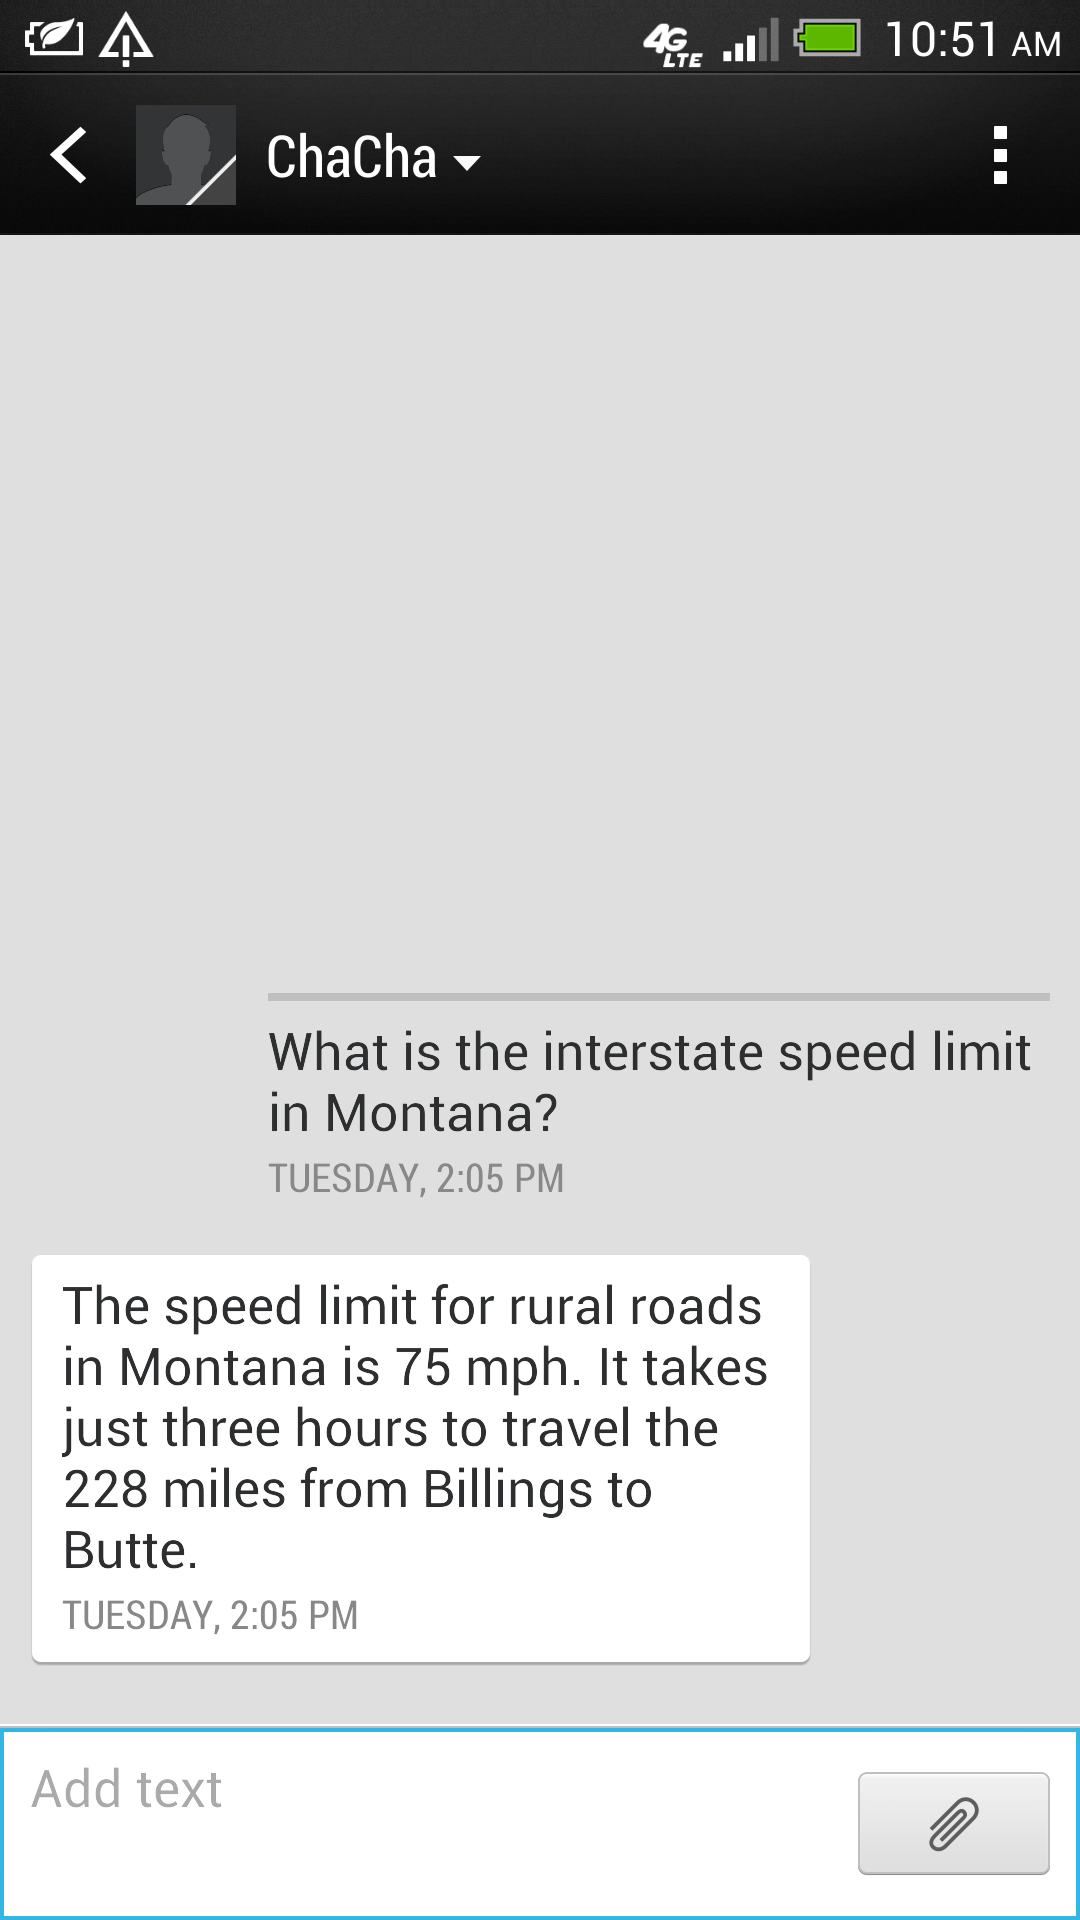 4G LTE 10:51 AM
ChaCha
What is the interstate speed limit
in Montana?
TUESDAY, 2:05 PM
The speed limit for rural roads
in Montana is 75 mph. It takes
just three hours to travel the
228 miles from Billings to
Butte.
TUESDAY, 2:05 PM
Add text